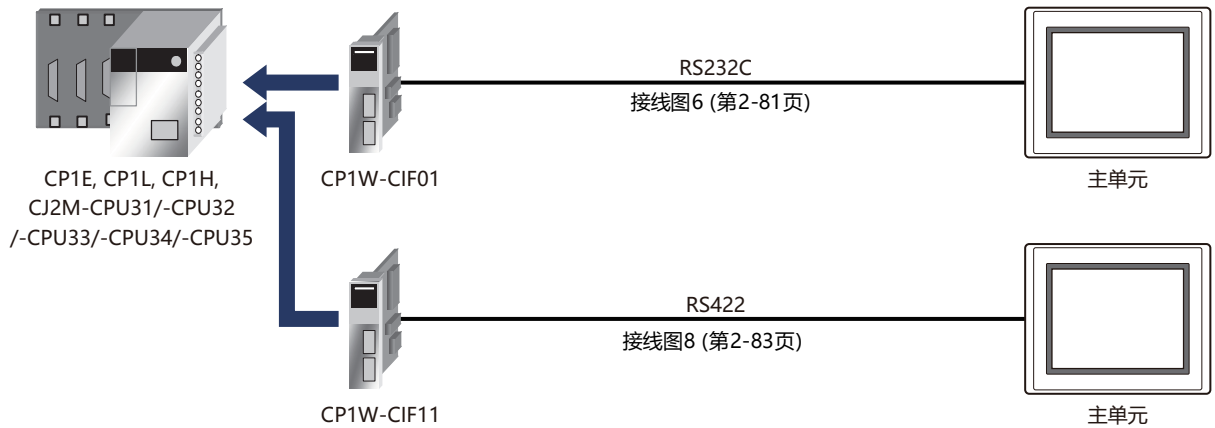 RS232C
接线图6 (第2-81页)
CP1E, CP1L, CP1H,
CJ2M-CPU31/-CPU32
/-CPU33/-CPU34/-CPU35
CP1W-CIF01
主单元
RS422
接线图8 (第2-83页)
CP1W-CIF11
主单元